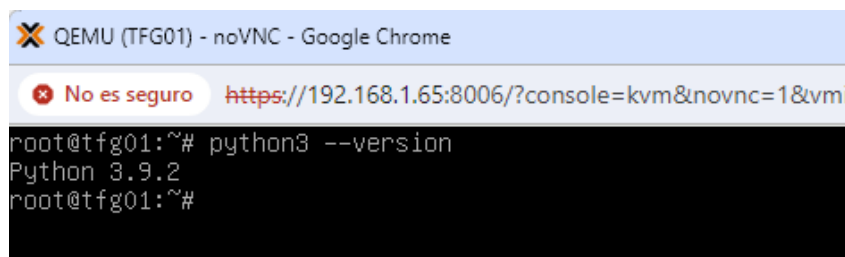 QEMU (TFG01) - noVNC - Google Chrome
No es seguro https://192.168.1.65:8006/?console=kvm&novnc=1&vmi
root@tfg01:~# python3 --version
Python 3.9.2
root@tfg01:~#